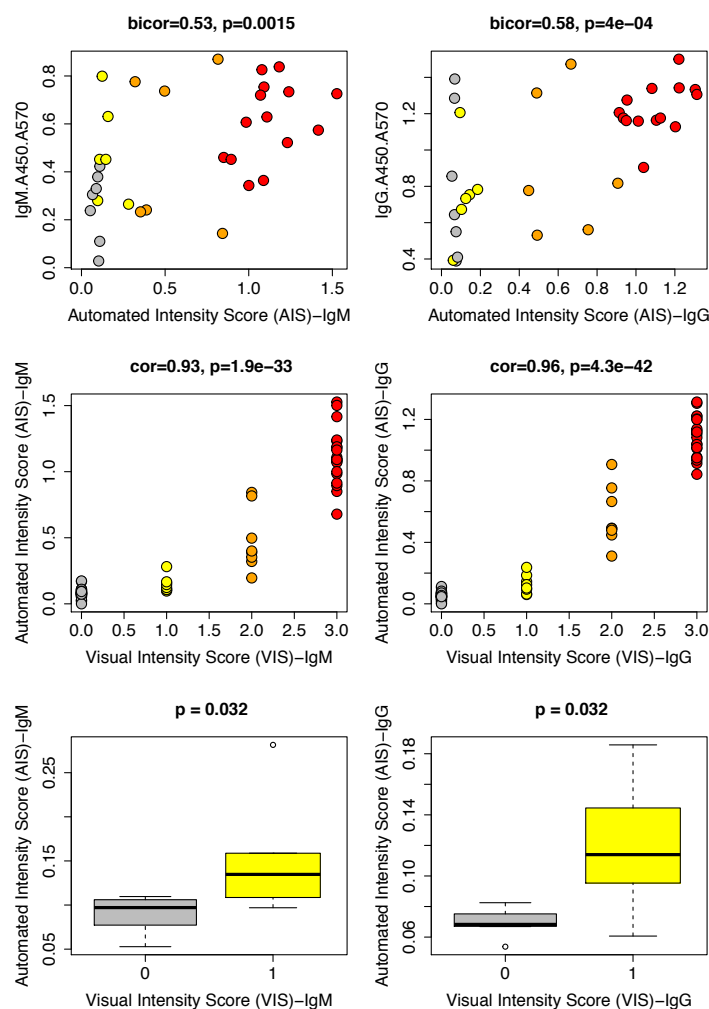 bicor=0.53, p=0.0015
IgM.A450.A570
0.0 0.2 0.4 0.6 0.8
0.0 0.5 1.0 1.5
Automated Intensity Score (AIS)−IgM
bicor=0.58, p=4e−04
IgG.A450.A570
0.4 0.8 1.2
0.0 0.2 0.4 0.6 0.8 1.0 1.2
Automated Intensity Score (AIS)−IgG
cor=0.93, p=1.9e−33
Automated Intensity Score (AIS)−IgM
0.0 0.5 1.0 1.5
0.0 0.5 1.0 1.5 2.0 2.5 3.0
Visual Intensity Score (VIS)−IgM
cor=0.96, p=4.3e−42
Automated Intensity Score (AIS)−IgG
0.0 0.4 0.8 1.2
0.0 0.5 1.0 1.5 2.0 2.5 3.0
Visual Intensity Score (VIS)−IgG
p = 0.032
Automated Intensity Score (AIS)−IgM
0.05 0.15 0.25
0 1
Visual Intensity Score (VIS)−IgM
p = 0.032
Automated Intensity Score (AIS)−IgG
0.06 0.10 0.14 0.18
0 1
Visual Intensity Score (VIS)−IgG